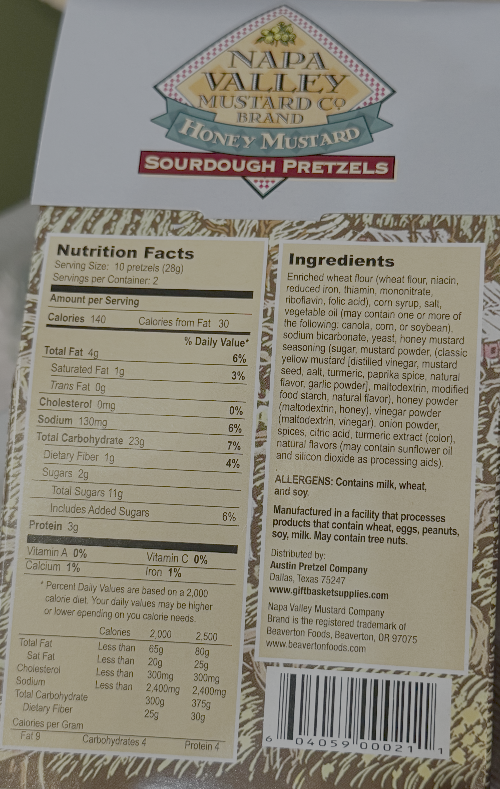 NAPA
VALLEY
MUSTARD CO
BRAND
HONEY MUSTARD
SOURDOUGH PRETZELS
Nutrition Facts
Serving Size: 10 pretzels (28g)
Servings per Container: 2
Amount per Serving
Calories 140 Calories from Fat 30
% Daily Value*
Total Fat 4g 6%
Saturated Fat 1g 3%
Trans Fat 0g
Cholesterol 0mg 0%
Sodium 130mg 6%
Total Carbohydrate 23g 7%
Dietary Fiber 1g 4%
Sugars 2g
Total Sugars 11g
Includes Added Sugars 6%
Protein 3g
Vitamin A 0% Vitamin C 0%
Calcium 1% Iron 1%
* Percent Daily Values are based on a 2,000
calorie diet. Your daily values may be higher
or lower epending on you calorie needs.
Calories 2,000 2,500
Total Fat Less than 65g 80g
Sat Fat Less than 20g 25g
Cholesterol Less than 300mg 300mg
Sodium Less than 2,400mg 2,400mg
Total Carbohydrate 300g 375g
Dietary Fiber 25g 30g
Calories per Gram
Fat 9 Carbohydrates 4 Protein 4
Ingredients
Enriched wheat flour (wheat flour, niacin,
reduced iron, thiamin, mononitrate,
riboflavin, folic acid), corn syrup, salt,
vegetable oil (may contain one or more of
the following: canola, corn, or soybean),
sodium bicarbonate, yeast, honey mustard
seasoning (sugar, mustard powder, (classic
yellow mustard [distilled vinegar, mustard
seed, salt, turmeric, paprika spice, natural
flavor, garlic powder], maltodextrin, modified
food starch, natural flavor), honey powder
(maltodextrin, honey), vinegar powder
(maltodextrin, vinegar), onion powder,
spices, citric acid, turmeric extract (color),
natural flavors (may contain sunflower oil
and silicon dioxide as processing aids).
ALLERGENS: Contains milk, wheat,
and soy.
Manufactured in a facility that processes
products that contain wheat, eggs, peanuts,
soy, milk. May contain tree nuts.
Distributed by:
Austin Pretzel Company
Dallas, Texas 75247
www.giftbasketsupplies.com
Napa Valley Mustard Company
Brand is the registered trademark of
Beaverton Foods, Beaverton, OR 97075
www.beavertonfoods.com
6 04059 00021 1